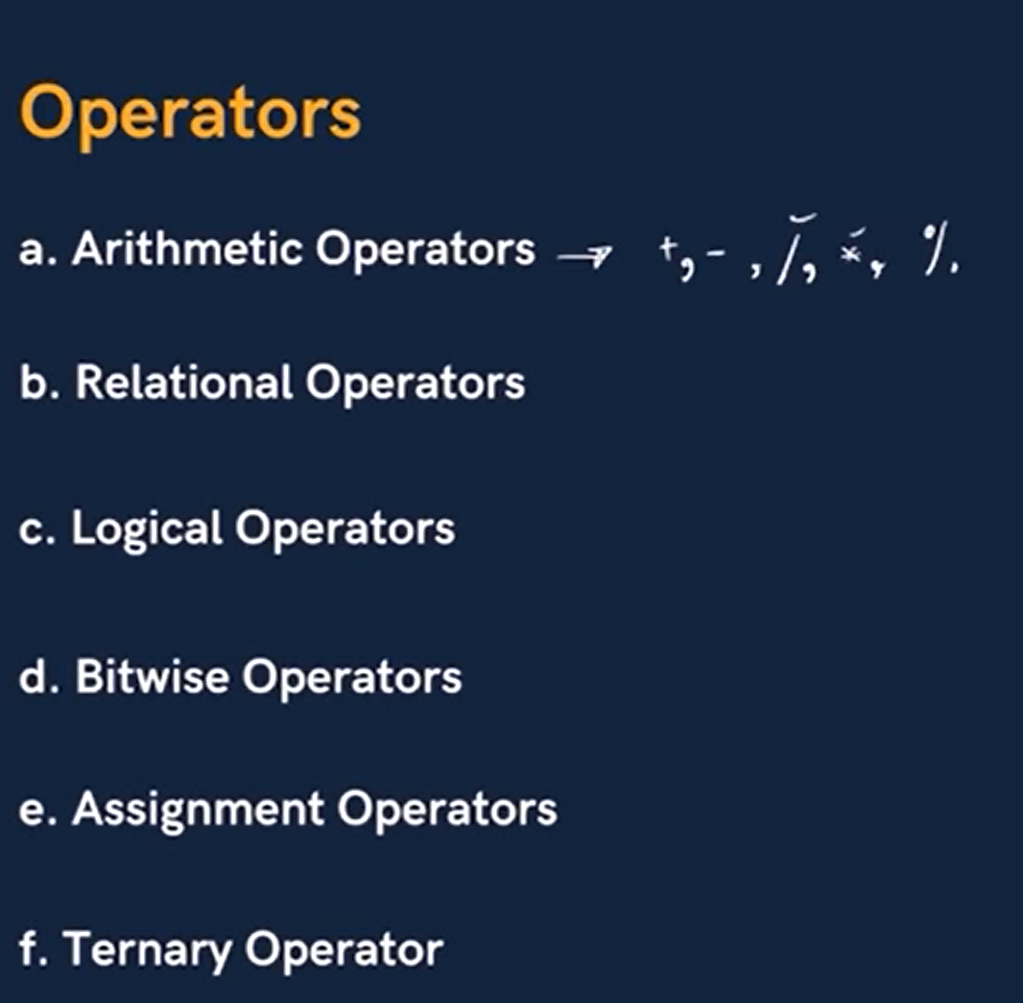 Operators
a. Arithmetic Operators → +, - , /, *, %.
b. Relational Operators
c. Logical Operators
d. Bitwise Operators
e. Assignment Operators
f. Ternary Operator